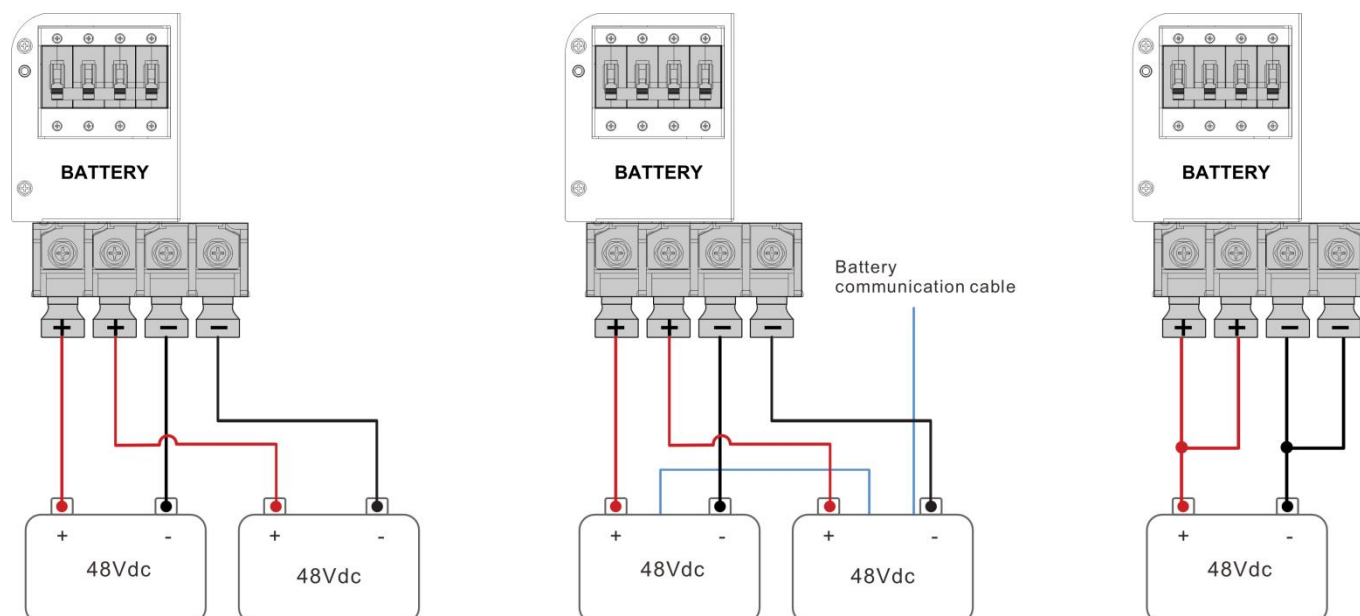 BATTERY
+ + − −
+ - + -
48Vdc 48Vdc
BATTERY
Battery
communication cable
+ + − −
+ - + -
48Vdc 48Vdc
BATTERY
+ + − −
+ -
48Vdc